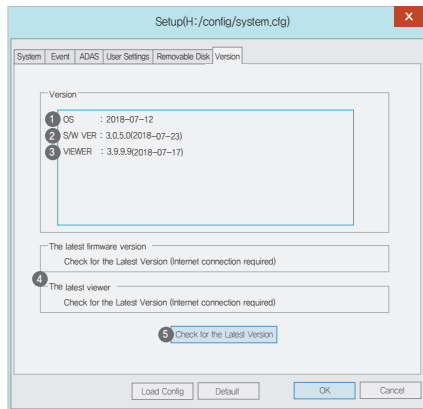 Setup(H:/config/system.cfg)
X
System Event ADAS User Settings Removable Disk Version
Version
1 OS : 2018-07-12
2 S/W VER : 3,0,5,0(2018-07-23)
3 VIEWER : 3,9,9,9(2018-07-17)
The latest firmware version
Check for the Latest Version (Internet connection required)
4
The latest viewer
Check for the Latest Version (Internet connection required)
5 Check for the Latest Version
Load Config Default OK Cancel